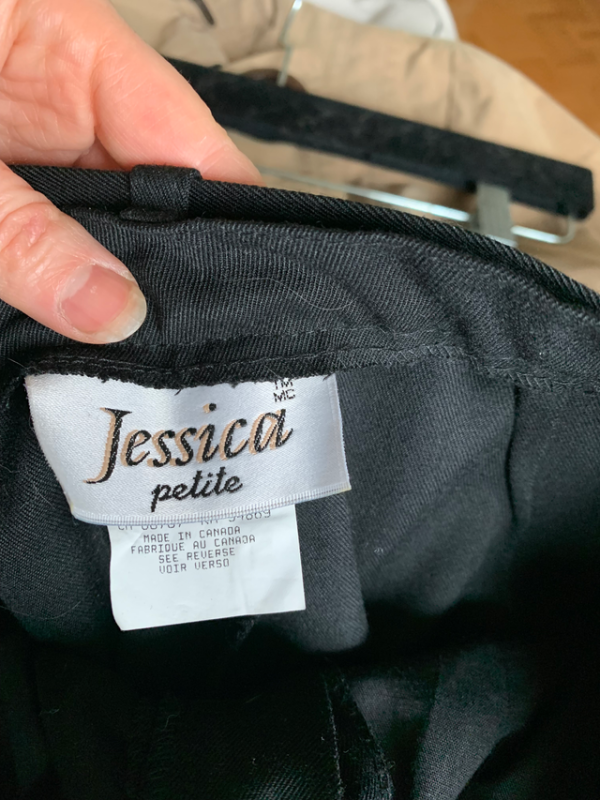 TM
MC
Jessica
petite
MADE IN CANADA
FABRIQUE AU CANADA
SEE REVERSE
VOIR VERSO